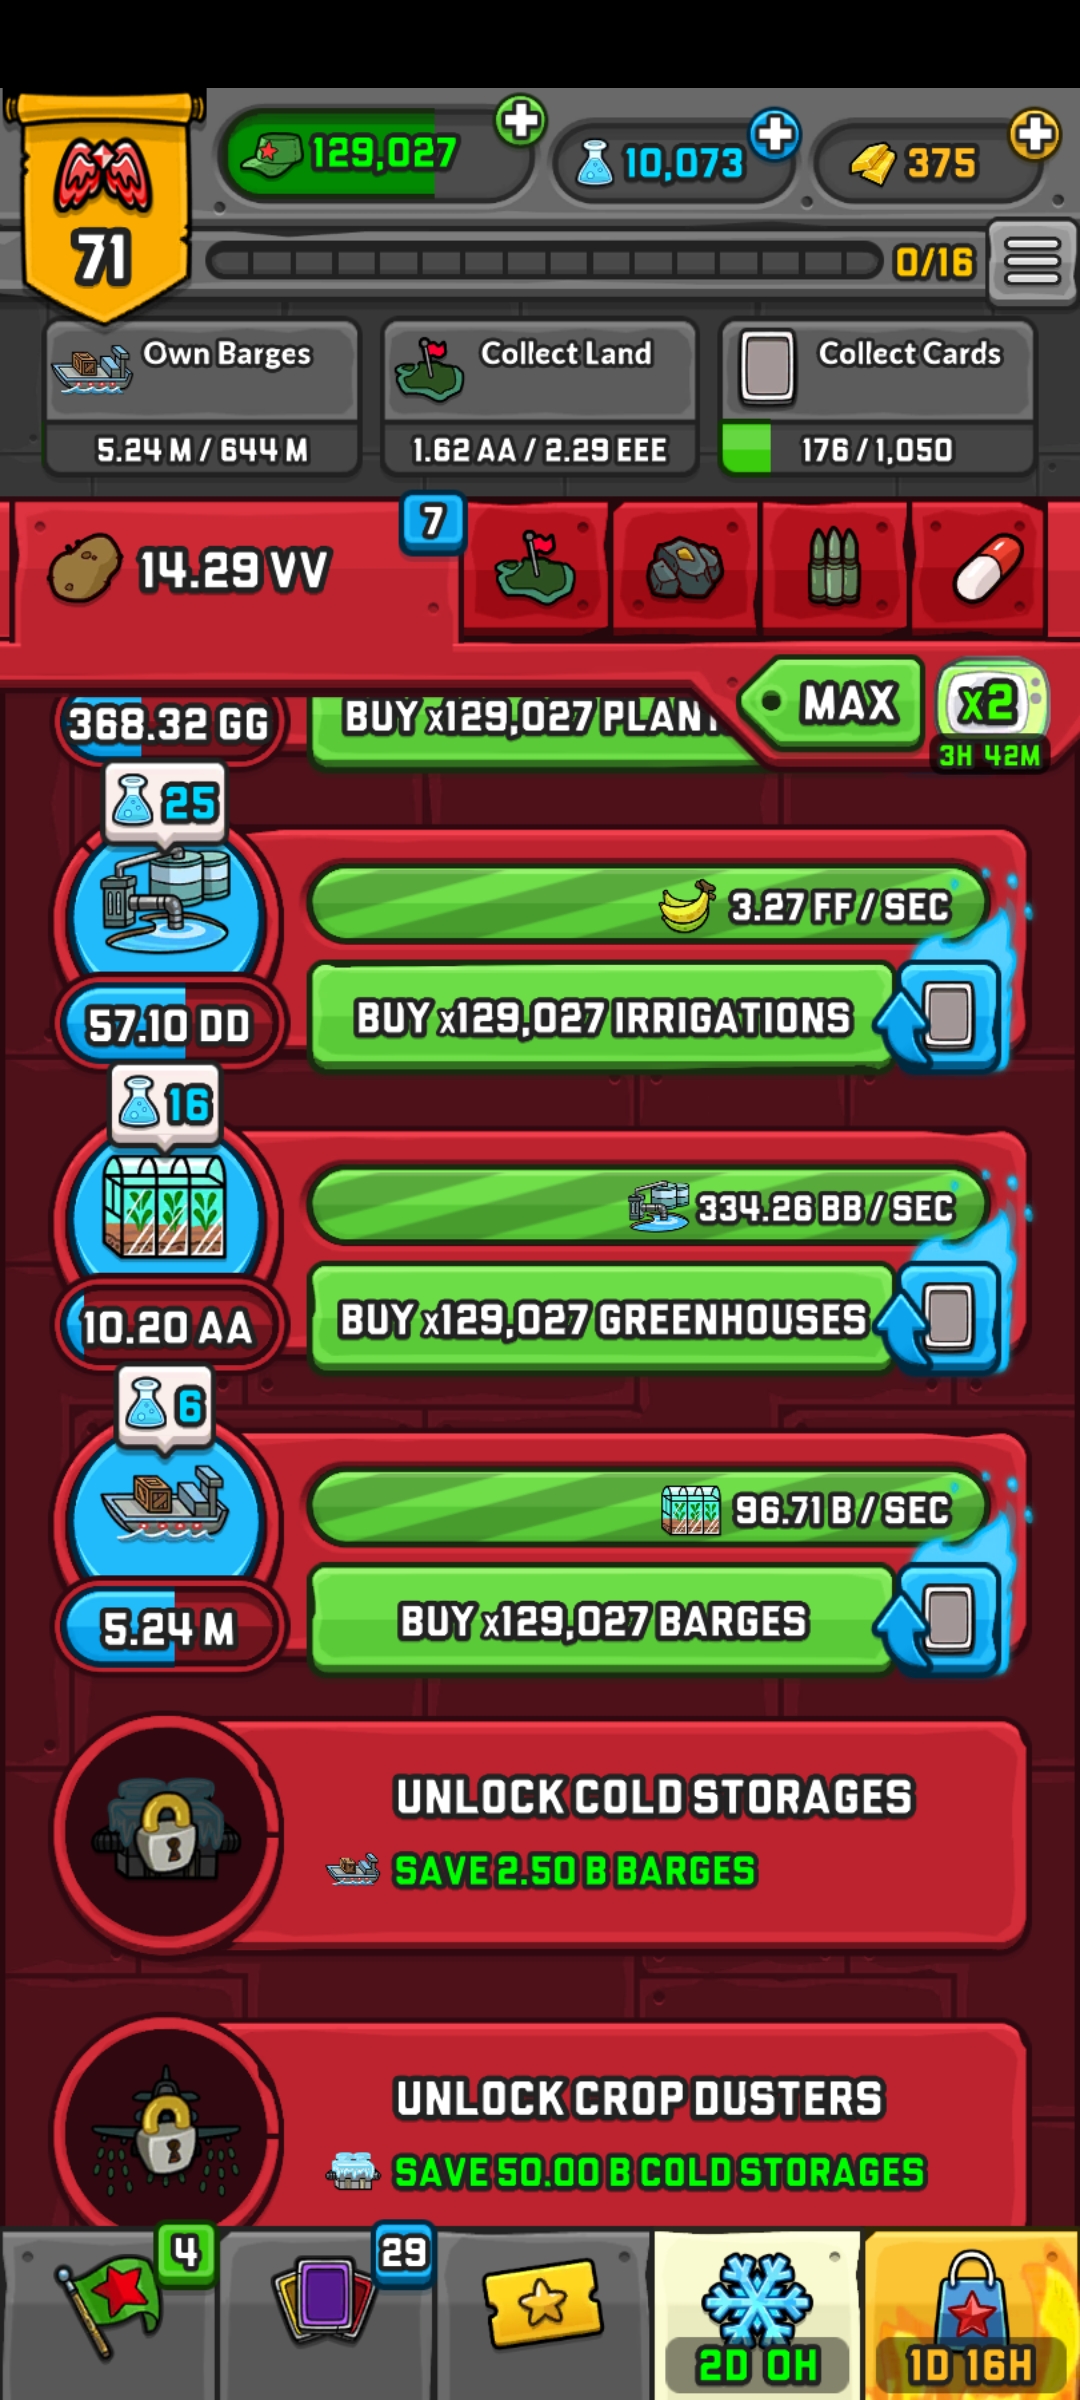 129,027
10,073
375
71
0/16
Own Barges
Collect Land
Collect Cards
5.24 M / 644 M
1.62 AA / 2.29 EEE
176 / 1,050
14.29 VV
7
MAX
x2
3H 42M
368.32 GG
BUY x129,027 PLANT
25
3.27 FF / SEC
57.10 DD
BUY x129,027 IRRIGATIONS
16
334.26 BB / SEC
10.20 AA
BUY x129,027 GREENHOUSES
6
96.71 B / SEC
5.24 M
BUY x129,027 BARGES
UNLOCK COLD STORAGES
SAVE 2.50 B BARGES
UNLOCK CROP DUSTERS
SAVE 50.00 B COLD STORAGES
4
29
2D 0H
1D 16H